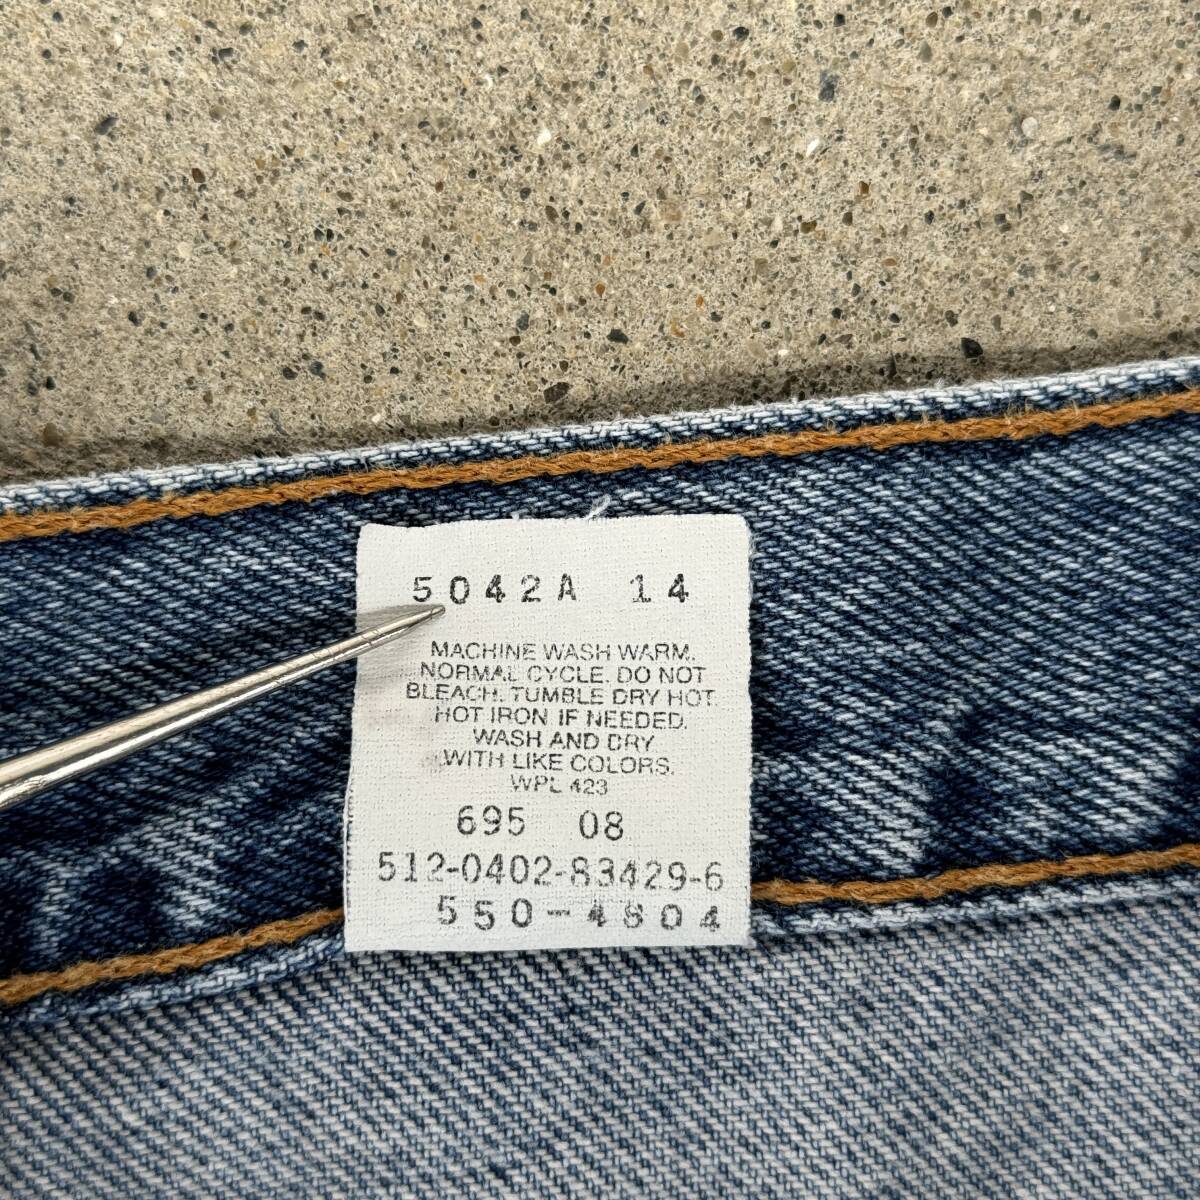 5042A 14
MACHINE WASH WARM.
NORMAL CYCLE. DO NOT
BLEACH. TUMBLE DRY HOT.
HOT IRON IF NEEDED.
WASH AND DRY
WITH LIKE COLORS.
WPL 423
695 08
512-0402-83429-6
550-4804